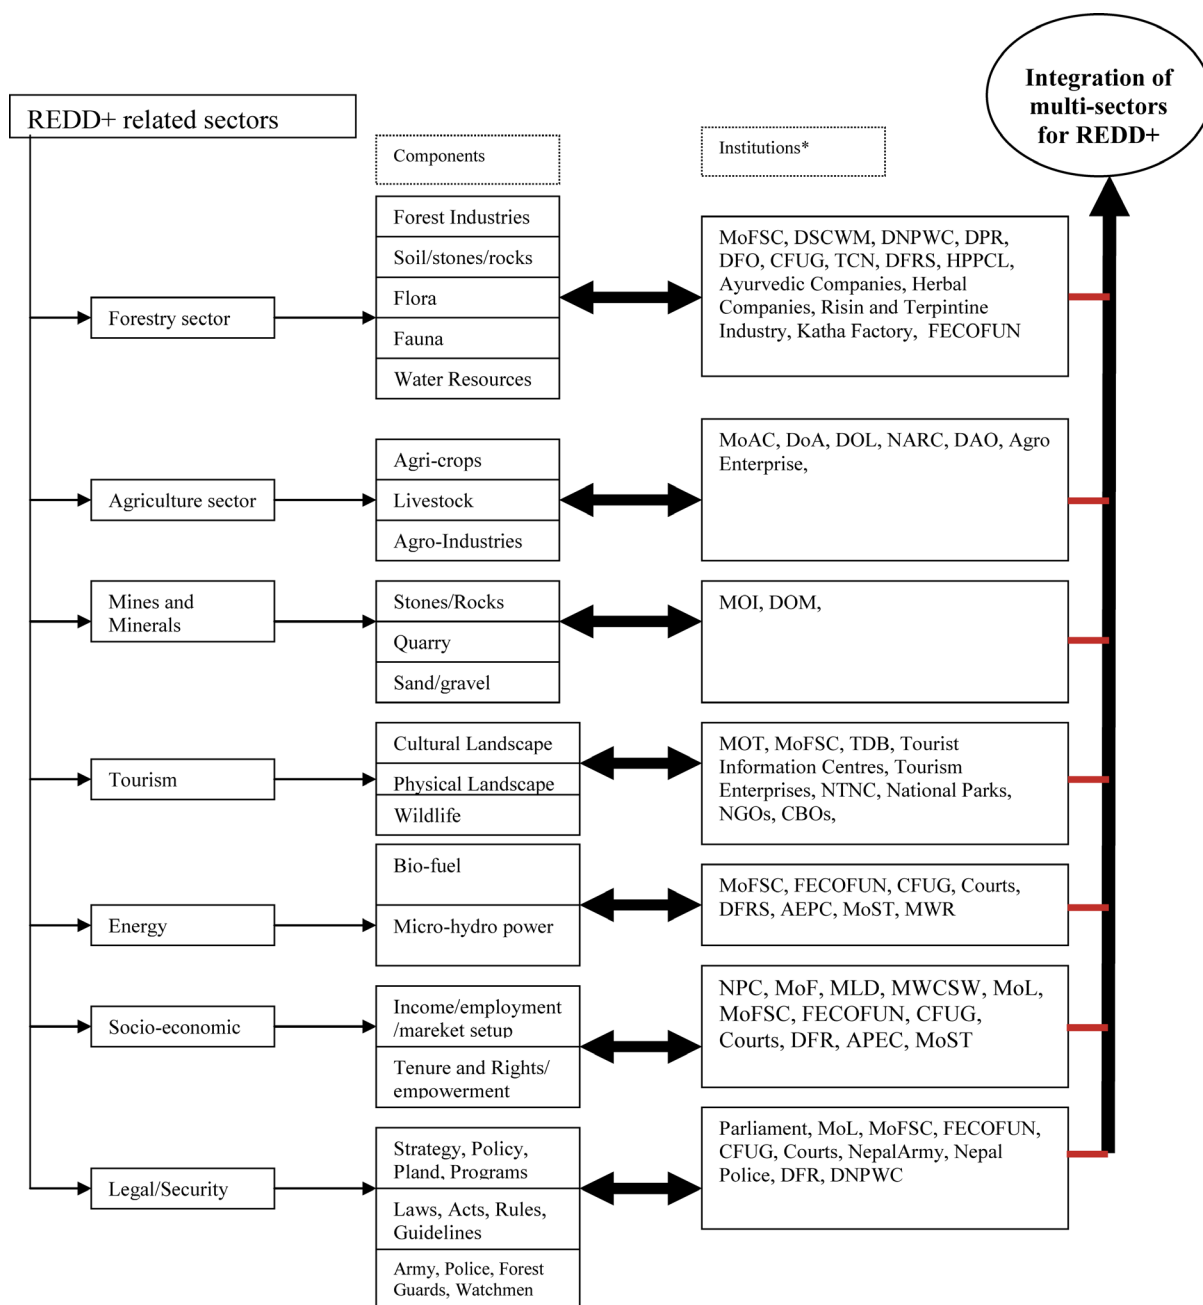 Integration of
multi-sectors
for REDD+
REDD+ related sectors
Components
Institutions*
Forestry sector
Forest Industries
Soil/stones/rocks
Flora
Fauna
Water Resources
MoFSC, DSCWM, DNPWC, DPR,
DFO, CFUG, TCN, DFRS, HPPCL,
Ayurvedic Companies, Herbal
Companies, Risin and Terpintine
Industry, Katha Factory, FECOFUN
Agriculture sector
Agri-crops
Livestock
Agro-Industries
MoAC, DoA, DOL, NARC, DAO, Agro
Enterprise,
Mines and
Minerals
Stones/Rocks
Quarry
Sand/gravel
MOI, DOM,
Tourism
Cultural Landscape
Physical Landscape
Wildlife
MOT, MoFSC, TDB, Tourist
Information Centres, Tourism
Enterprises, NTNC, National Parks,
NGOs, CBOs,
Energy
Bio-fuel
Micro-hydro power
MoFSC, FECOFUN, CFUG, Courts,
DFRS, AEPC, MoST, MWR
Socio-economic
Income/employment
/mareket setup
Tenure and Rights/
empowerment
NPC, MoF, MLD, MWCSW, MoL,
MoFSC, FECOFUN, CFUG,
Courts, DFR, APEC, MoST
Legal/Security
Strategy, Policy,
Pland, Programs
Laws, Acts, Rules,
Guidelines
Army, Police, Forest
Guards, Watchmen
Parliament, MoL, MoFSC, FECOFUN,
CFUG, Courts, NepalArmy, Nepal
Police, DFR, DNPWC